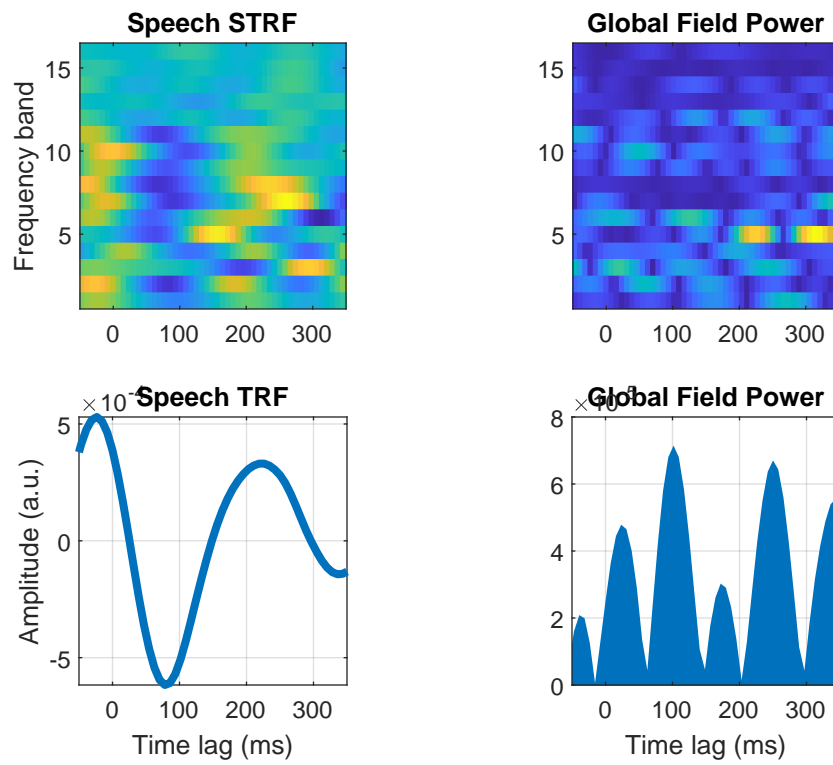 Speech STRF
Global Field Power
Frequency band
15
10
5
0 100 200 300
15
10
5
0 100 200 300
× 10⁻⁴
Speech TRF
Global Field Power
Amplitude (a.u.)
5
0
-5
0 100 200 300
Time lag (ms)
8
6
4
2
0
0 100 200 300
Time lag (ms)